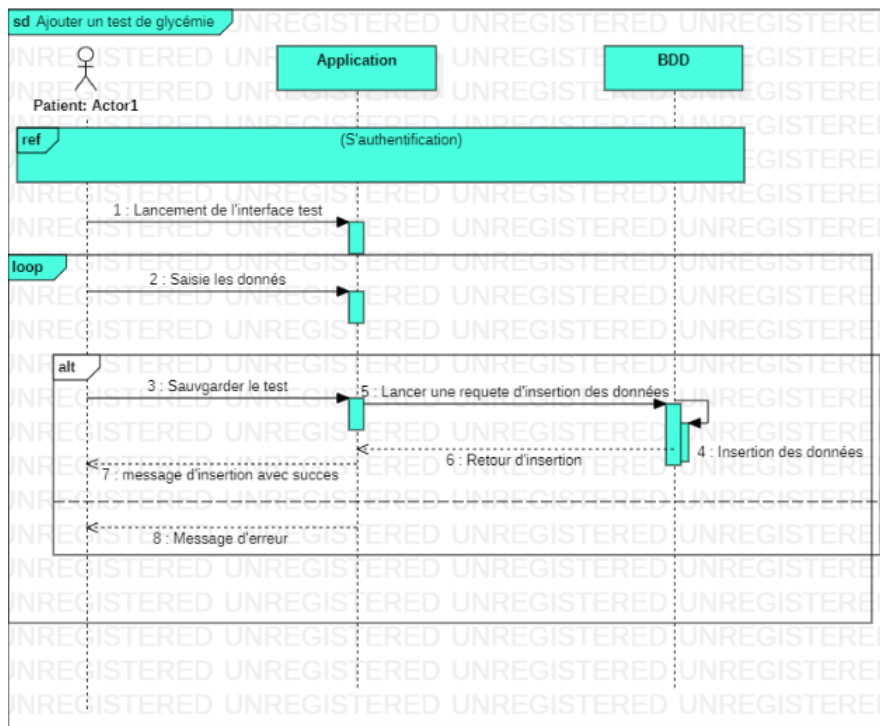 sd Ajouter un test de glycémie
Application
BDD
Patient: Actor1
ref
(S'authentification)
1 : Lancement de l'interface test
loop
2 : Saisie les donnés
alt
3 : Sauvgarder le test
5 : Lancer une requete d'insertion des données
4 : Insertion des données
6 : Retour d'insertion
7 : message d'insertion avec succes
8 : Message d'erreur
UNREGISTERED